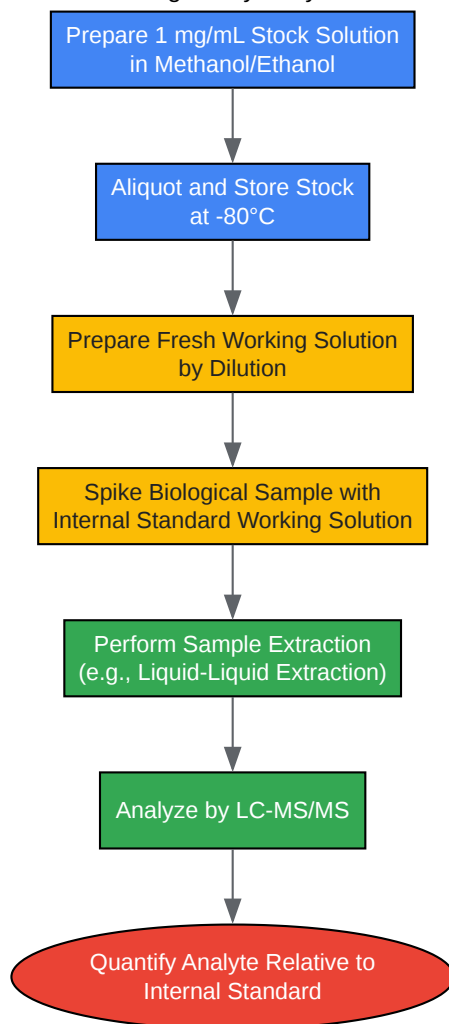 Prepare 1 mg/mL Stock Solution
in Methanol/Ethanol
Aliquot and Store Stock
at -80°C
Prepare Fresh Working Solution
by Dilution
Spike Biological Sample with
Internal Standard Working Solution
Perform Sample Extraction
(e.g., Liquid-Liquid Extraction)
Analyze by LC-MS/MS
Quantify Analyte Relative to
Internal Standard